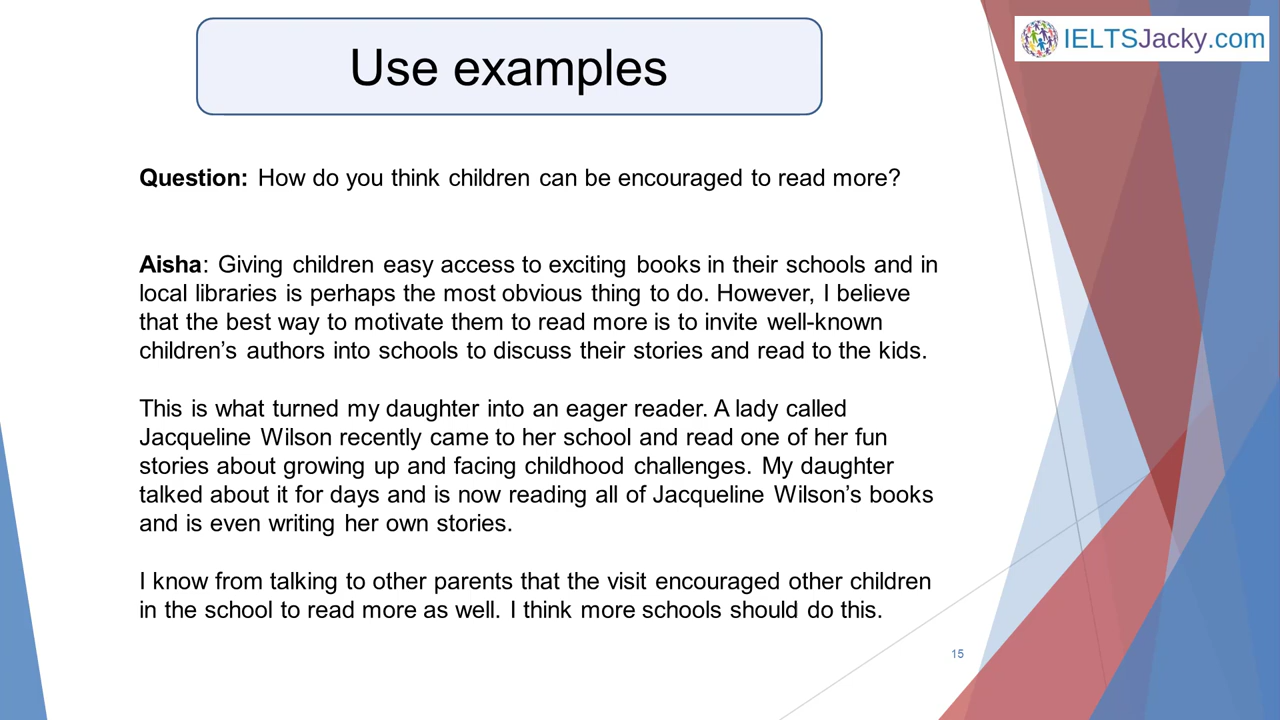 IELTSJacky.com
Use examples
Question: How do you think children can be encouraged to read more?
Aisha: Giving children easy access to exciting books in their schools and in
local libraries is perhaps the most obvious thing to do. However, I believe
that the best way to motivate them to read more is to invite well-known
children’s authors into schools to discuss their stories and read to the kids.
This is what turned my daughter into an eager reader. A lady called
Jacqueline Wilson recently came to her school and read one of her fun
stories about growing up and facing childhood challenges. My daughter
talked about it for days and is now reading all of Jacqueline Wilson’s books
and is even writing her own stories.
I know from talking to other parents that the visit encouraged other children
in the school to read more as well. I think more schools should do this.
15